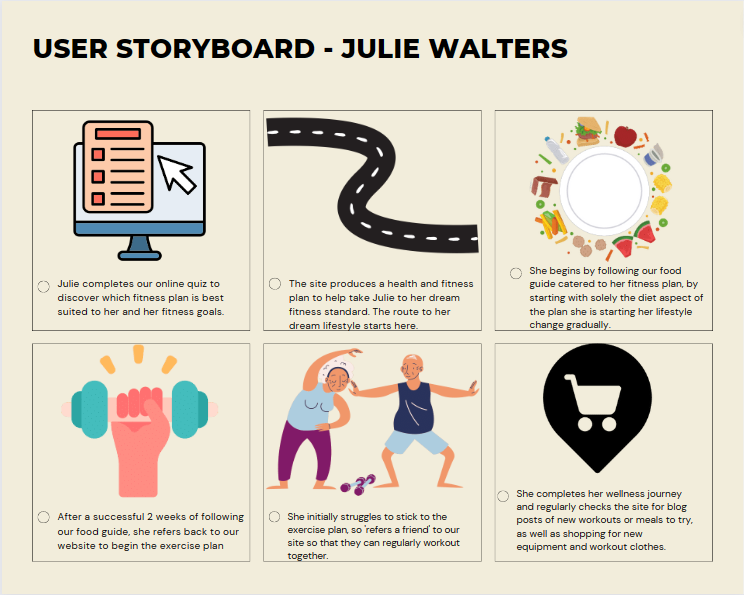 USER STORYBOARD - JULIE WALTERS
Julie completes our online quiz to
discover which fitness plan is best
suited to her and her fitness goals.
The site produces a health and fitness
plan to help take Julie to her dream
fitness standard. The route to her
dream lifestyle starts here.
She begins by following our food
guide catered to her fitness plan, by
starting with solely the diet aspect of
the plan she is starting her lifestyle
change gradually.
After a successful 2 weeks of following
our food guide, she refers back to our
website to begin the exercise plan
She initially struggles to stick to the
exercise plan, so 'refers a friend' to our
site so that they can regularly workout
together.
She completes her wellness journey
and regularly checks the site for blog
posts of new workouts or meals to try,
as well as shopping for new
equipment and workout clothes.